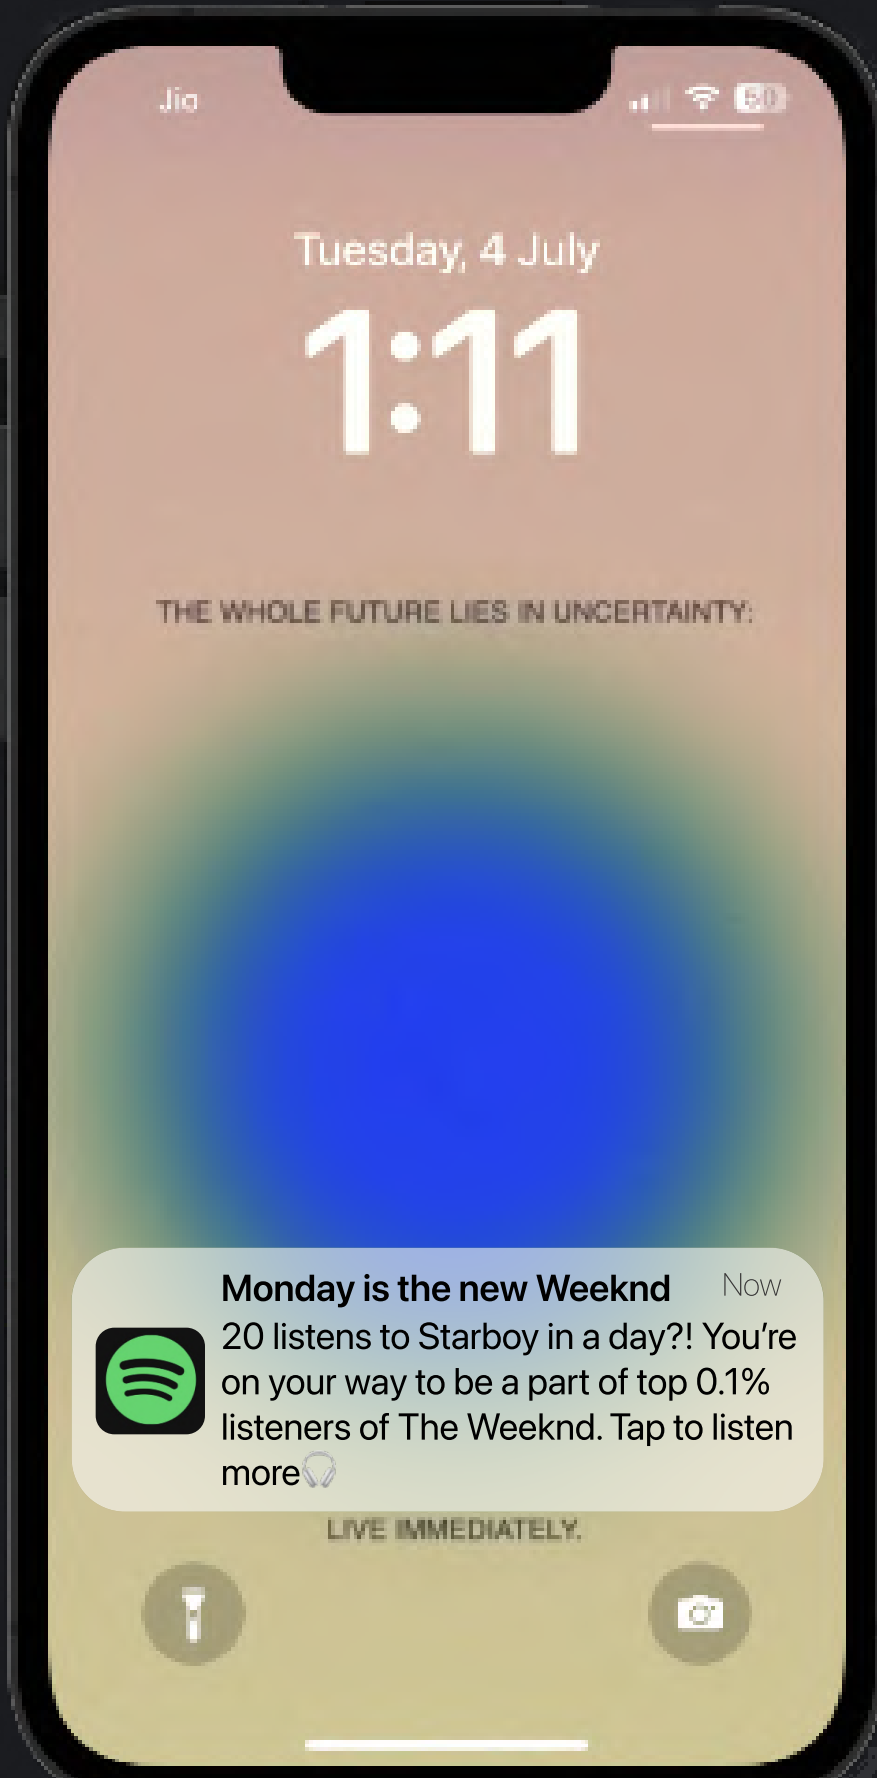 Jio
Tuesday, 4 July
1:11
THE WHOLE FUTURE LIES IN UNCERTAINTY:
Monday is the new Weeknd Now
20 listens to Starboy in a day?! You're
on your way to be a part of top 0.1%
listeners of The Weeknd. Tap to listen
more🎧
LIVE IMMEDIATELY.